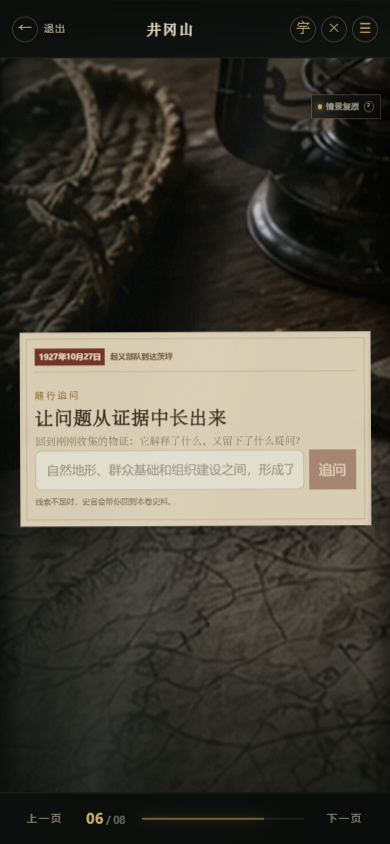 ← 退出
井冈山
字
情景复原 ?
1927年10月27日 起义部队到达茨坪
随行追问
让问题从证据中长出来
回到刚刚收集的物证：它解释了什么，又留下了什么疑问？
自然地形、群众基础和组织建设之间，形成了
追问
线索不足时，史官会带你回到本卷史料。
上一页
06 / 08
下一页